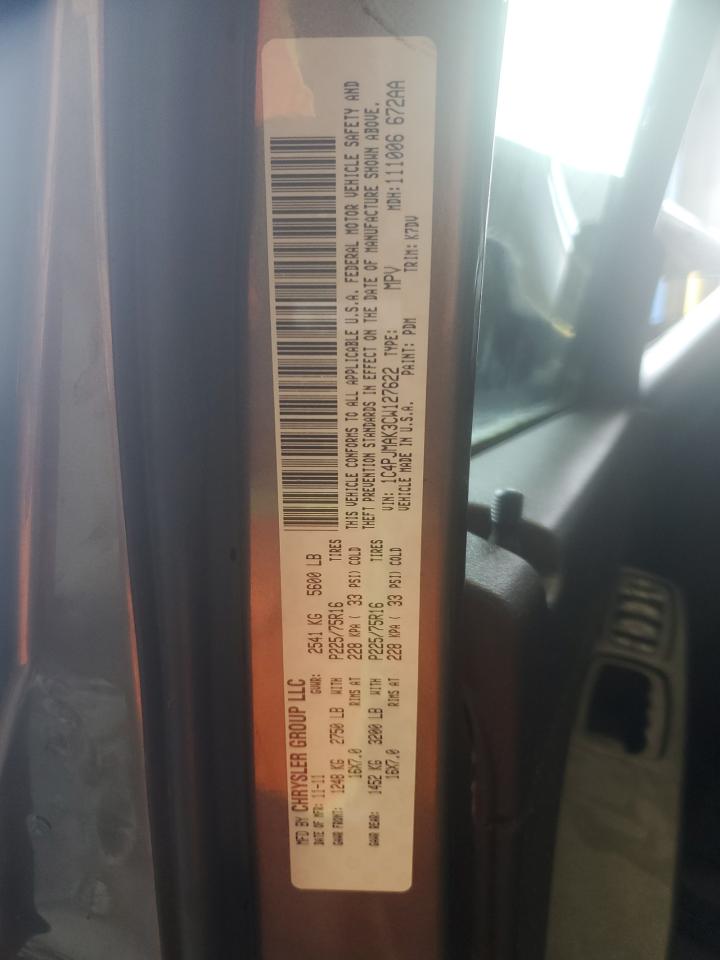 MFD BY CHRYSLER GROUP LLC
DATE OF MFR: 11-11 GVWR: 2541 KG 5600 LB
GAWR FRONT: 1248 KG 2750 LB WITH P225/75R16 TIRES
16X7.0 RIMS AT 228 KPA ( 33 PSI) COLD
GAWR REAR: 1452 KG 3200 LB WITH P225/75R16 TIRES
16X7.0 RIMS AT 228 KPA ( 33 PSI) COLD
THIS VEHICLE CONFORMS TO ALL APPLICABLE U.S.A. FEDERAL MOTOR VEHICLE SAFETY AND
THEFT PREVENTION STANDARDS IN EFFECT ON THE DATE OF MANUFACTURE SHOWN ABOVE.
VIN: 1C4PJMAK3CW127622 TYPE: MPV MDH:111006 672AA
VEHICLE MADE IN U.S.A. PAINT: PDM TRIM: K7DV